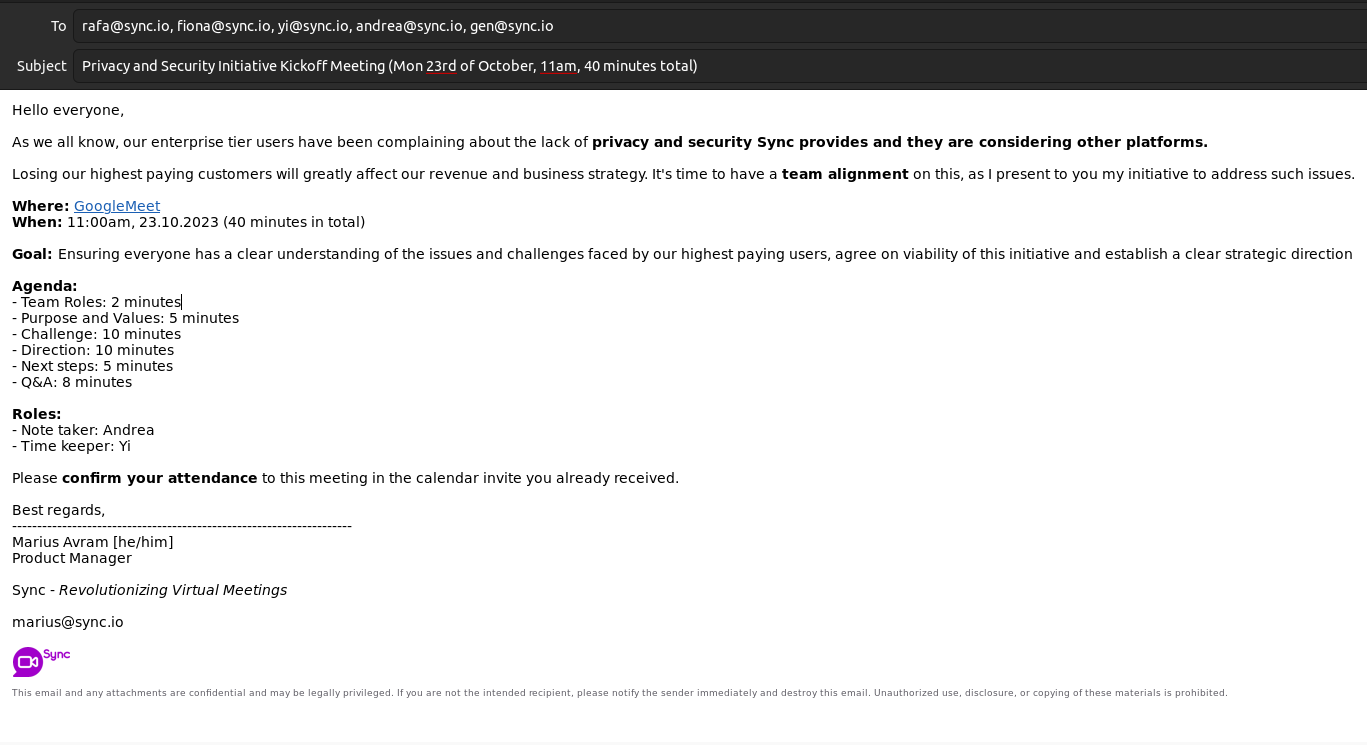 To rafa@sync.io, fiona@sync.io, yi@sync.io, andrea@sync.io, gen@sync.io
Subject Privacy and Security Initiative Kickoff Meeting (Mon 23rd of October, 11am, 40 minutes total)
Hello everyone,
As we all know, our enterprise tier users have been complaining about the lack of privacy and security Sync provides and they are considering other platforms.
Losing our highest paying customers will greatly affect our revenue and business strategy. It's time to have a team alignment on this, as I present to you my initiative to address such issues.
Where: GoogleMeet
When: 11:00am, 23.10.2023 (40 minutes in total)
Goal: Ensuring everyone has a clear understanding of the issues and challenges faced by our highest paying users, agree on viability of this initiative and establish a clear strategic direction
Agenda:
- Team Roles: 2 minutes
- Purpose and Values: 5 minutes
- Challenge: 10 minutes
- Direction: 10 minutes
- Next steps: 5 minutes
- Q&A: 8 minutes
Roles:
- Note taker: Andrea
- Time keeper: Yi
Please confirm your attendance to this meeting in the calendar invite you already received.
Best regards,
--------------------------------------------------------------------
Marius Avram [he/him]
Product Manager
Sync - Revolutionizing Virtual Meetings
marius@sync.io
Sync
This email and any attachments are confidential and may be legally privileged. If you are not the intended recipient, please notify the sender immediately and destroy this email. Unauthorized use, disclosure, or copying of these materials is prohibited.